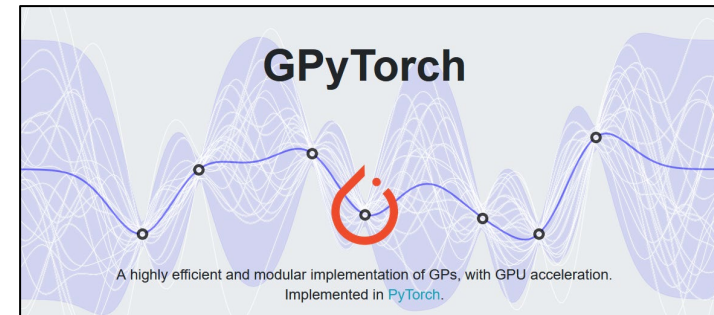 GPyTorch
A highly efficient and modular implementation of GPs, with GPU acceleration.
Implemented in PyTorch.